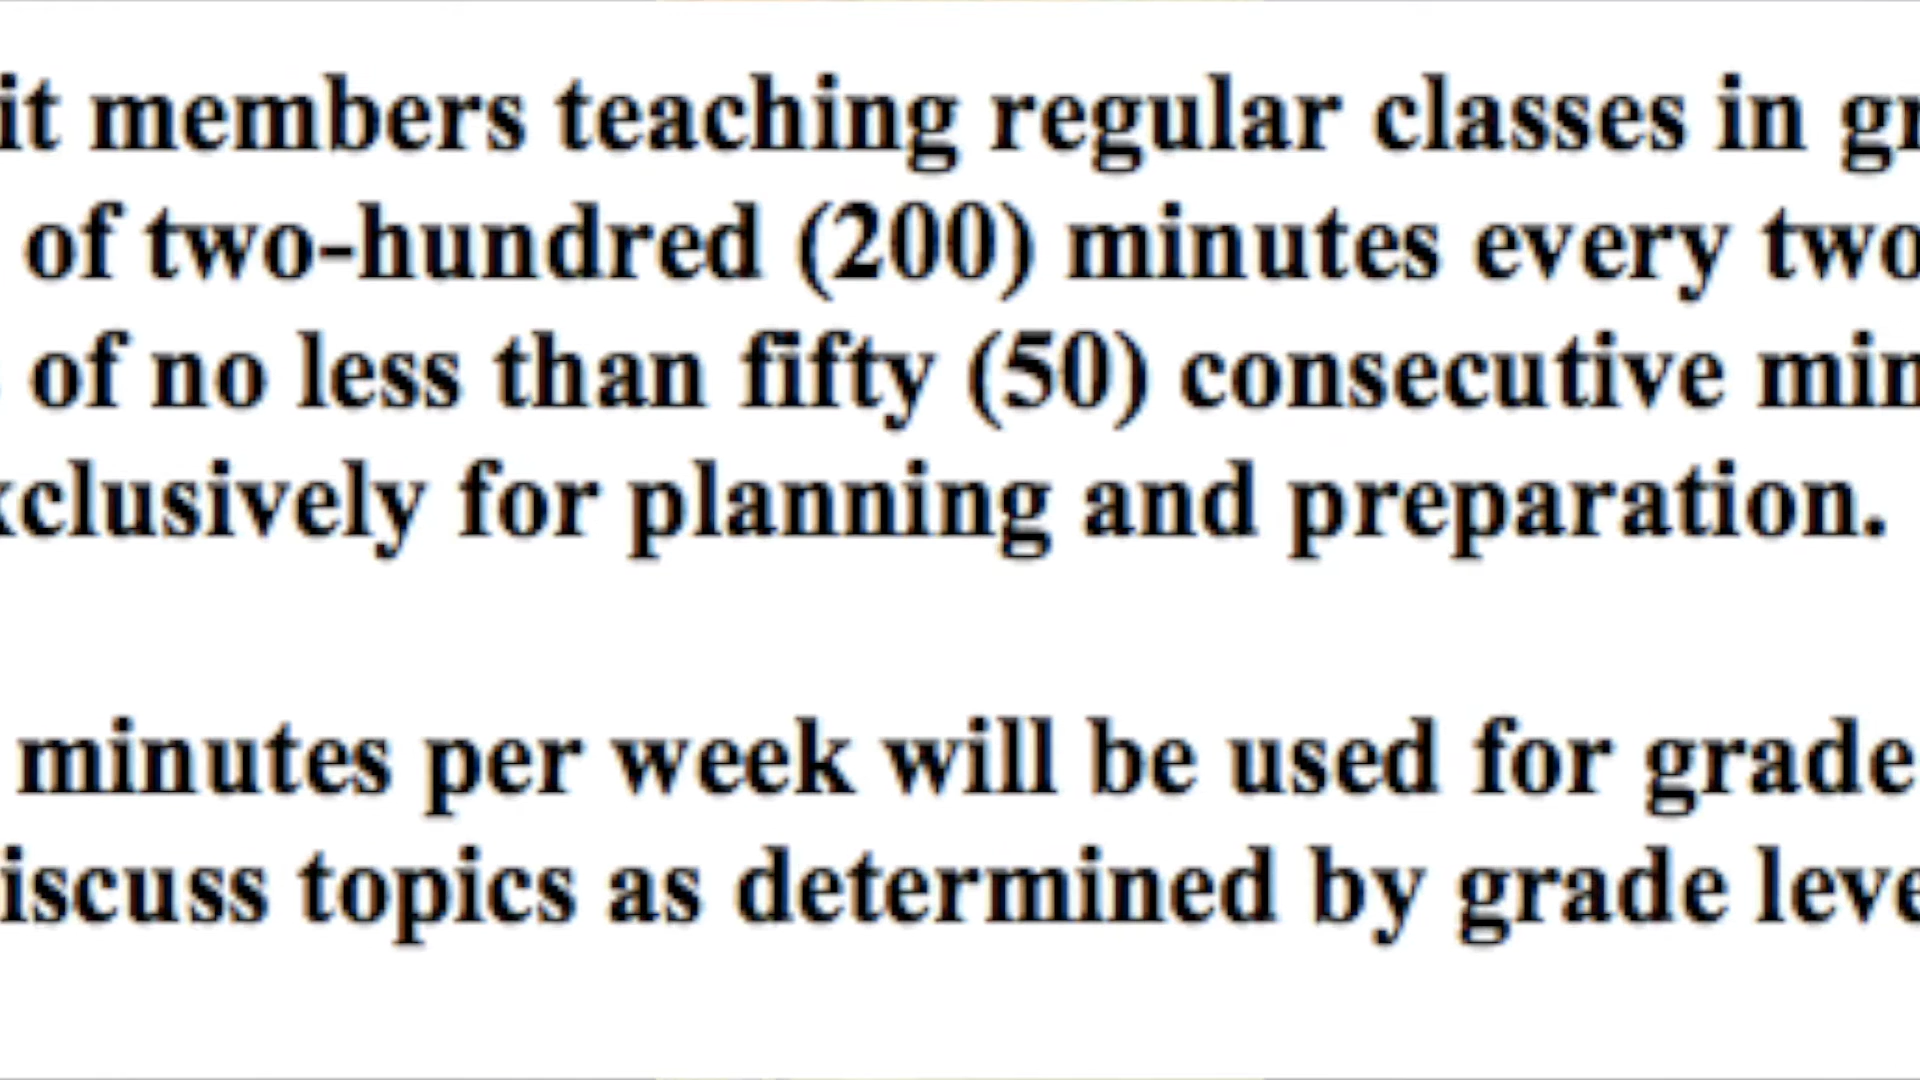 it members teaching regular classes in gr
of two-hundred (200) minutes every two
of no less than fifty (50) consecutive min
xclusively for planning and preparation.
minutes per week will be used for grade
iscuss topics as determined by grade leve